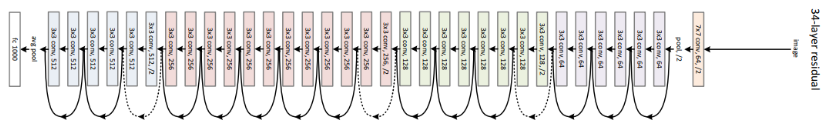 34-layer residual
image
7x7 conv, 64, /2
pool, /2
3x3 conv, 64
3x3 conv, 64
3x3 conv, 64
3x3 conv, 64
3x3 conv, 64
3x3 conv, 64
3x3 conv, 128, /2
3x3 conv, 128
3x3 conv, 128
3x3 conv, 128
3x3 conv, 128
3x3 conv, 128
3x3 conv, 128
3x3 conv, 128
3x3 conv, 256, /2
3x3 conv, 256
3x3 conv, 256
3x3 conv, 256
3x3 conv, 256
3x3 conv, 256
3x3 conv, 256
3x3 conv, 256
3x3 conv, 256
3x3 conv, 256
3x3 conv, 256
3x3 conv, 256
3x3 conv, 512, /2
3x3 conv, 512
3x3 conv, 512
3x3 conv, 512
3x3 conv, 512
3x3 conv, 512
avg pool
fc 1000